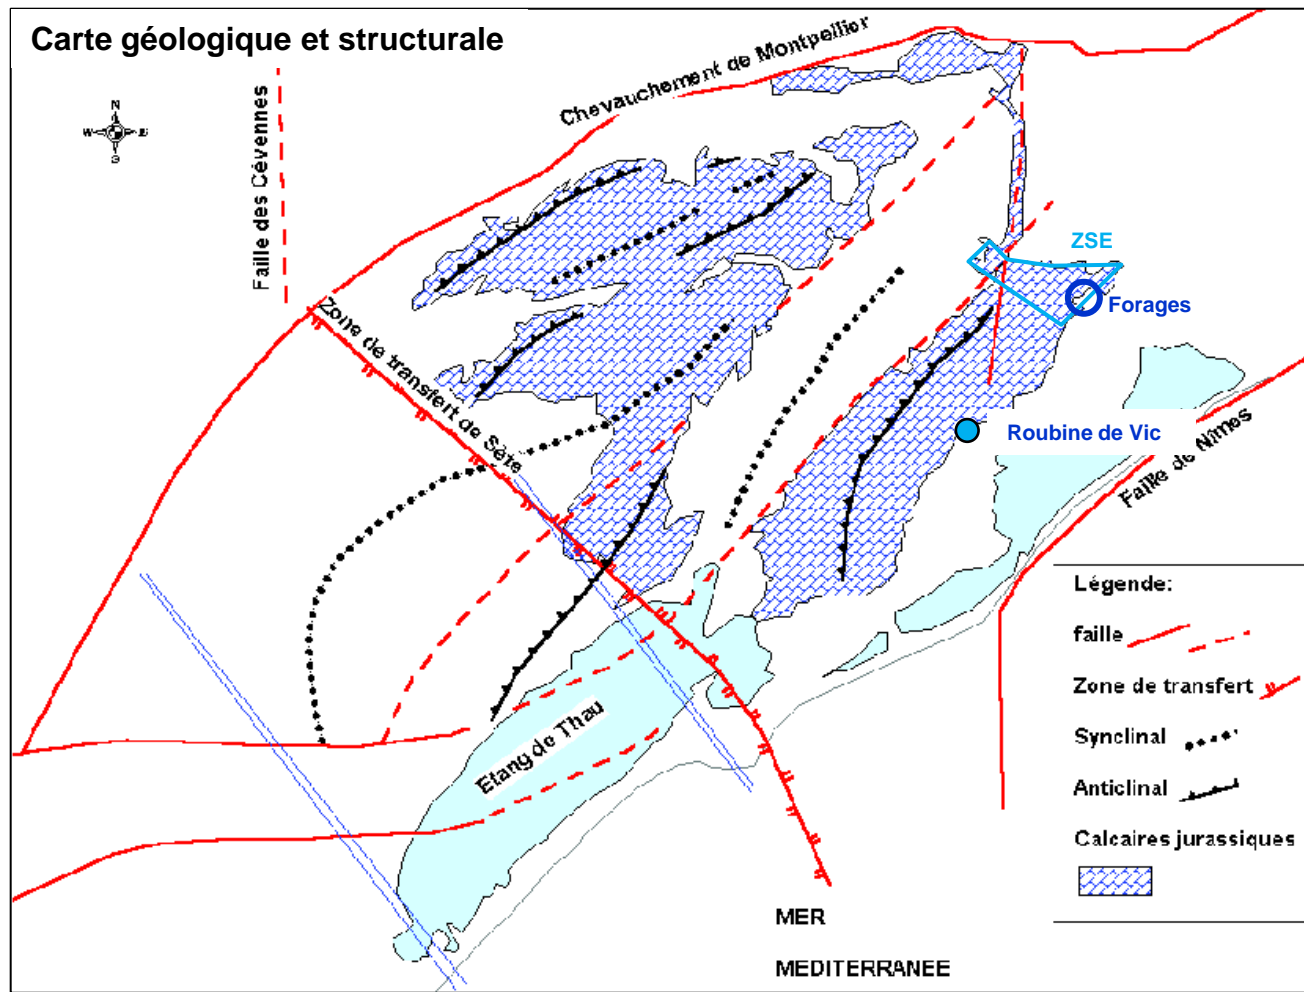 Carte géologique et structurale
Chevauchement de Montpellier
Faille des Cévennes
N
W
E
S
ZSE
Forages
Zone de transfert de Sète
Roubine de Vic
Faille de Nîmes
Etang de Thau
Légende:
faille
Zone de transfert
Synclinal
Anticlinal
Calcaires jurassiques
MER
MEDITERRANEE